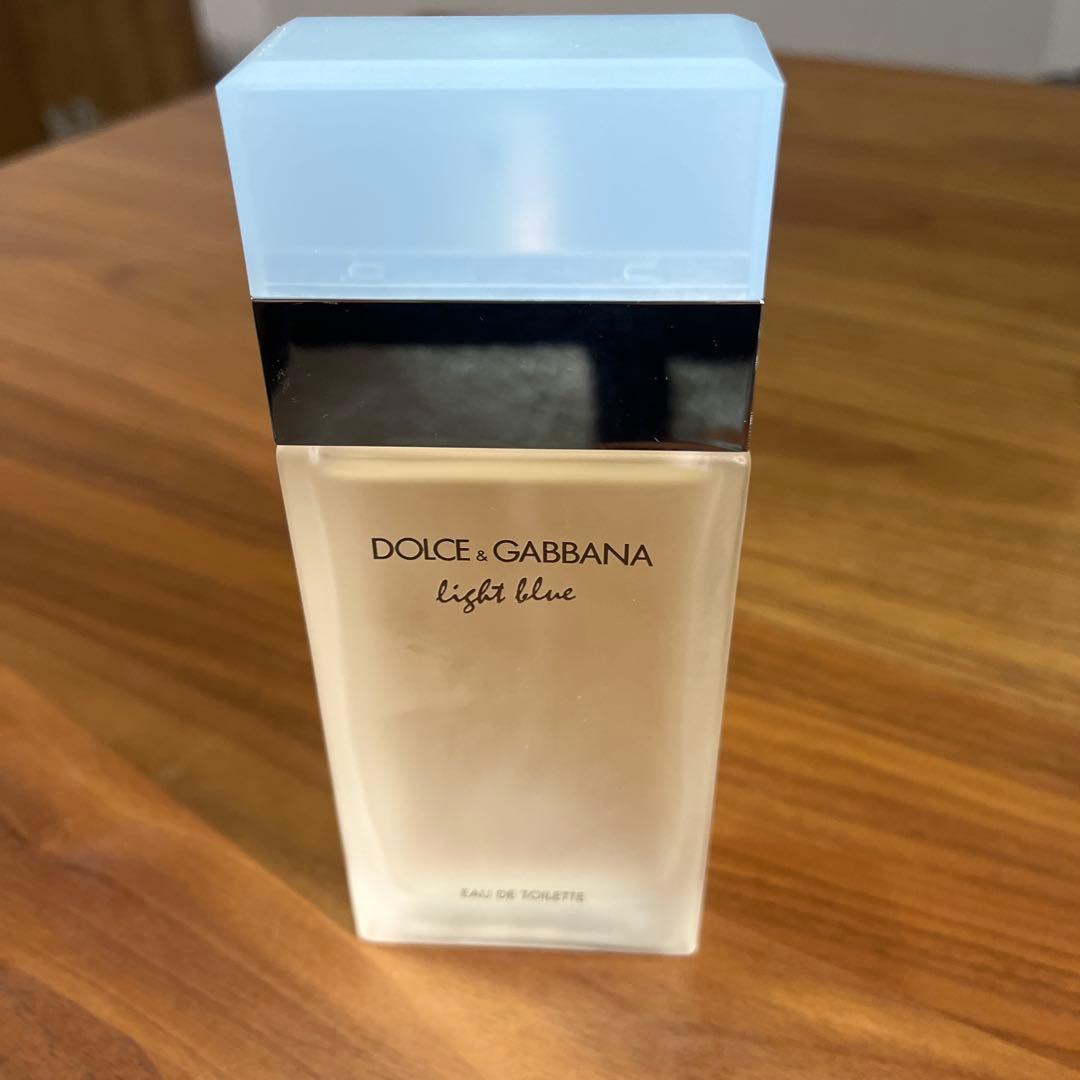 DOLCE & GABBANA
light blue
EAU DE TOILETTE